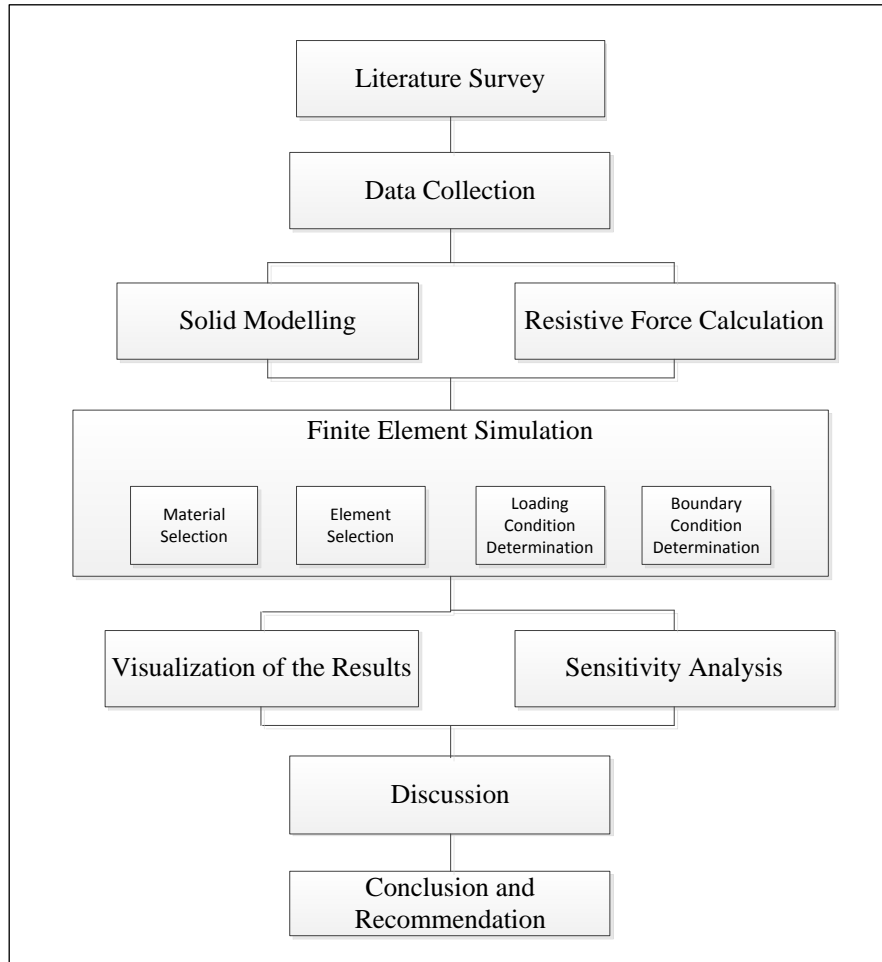 Literature Survey
Data Collection
Solid Modelling
Resistive Force Calculation
Finite Element Simulation
Material
Selection
Element
Selection
Loading
Condition
Determination
Boundary
Condition
Determination
Visualization of the Results
Sensitivity Analysis
Discussion
Conclusion and
Recommendation